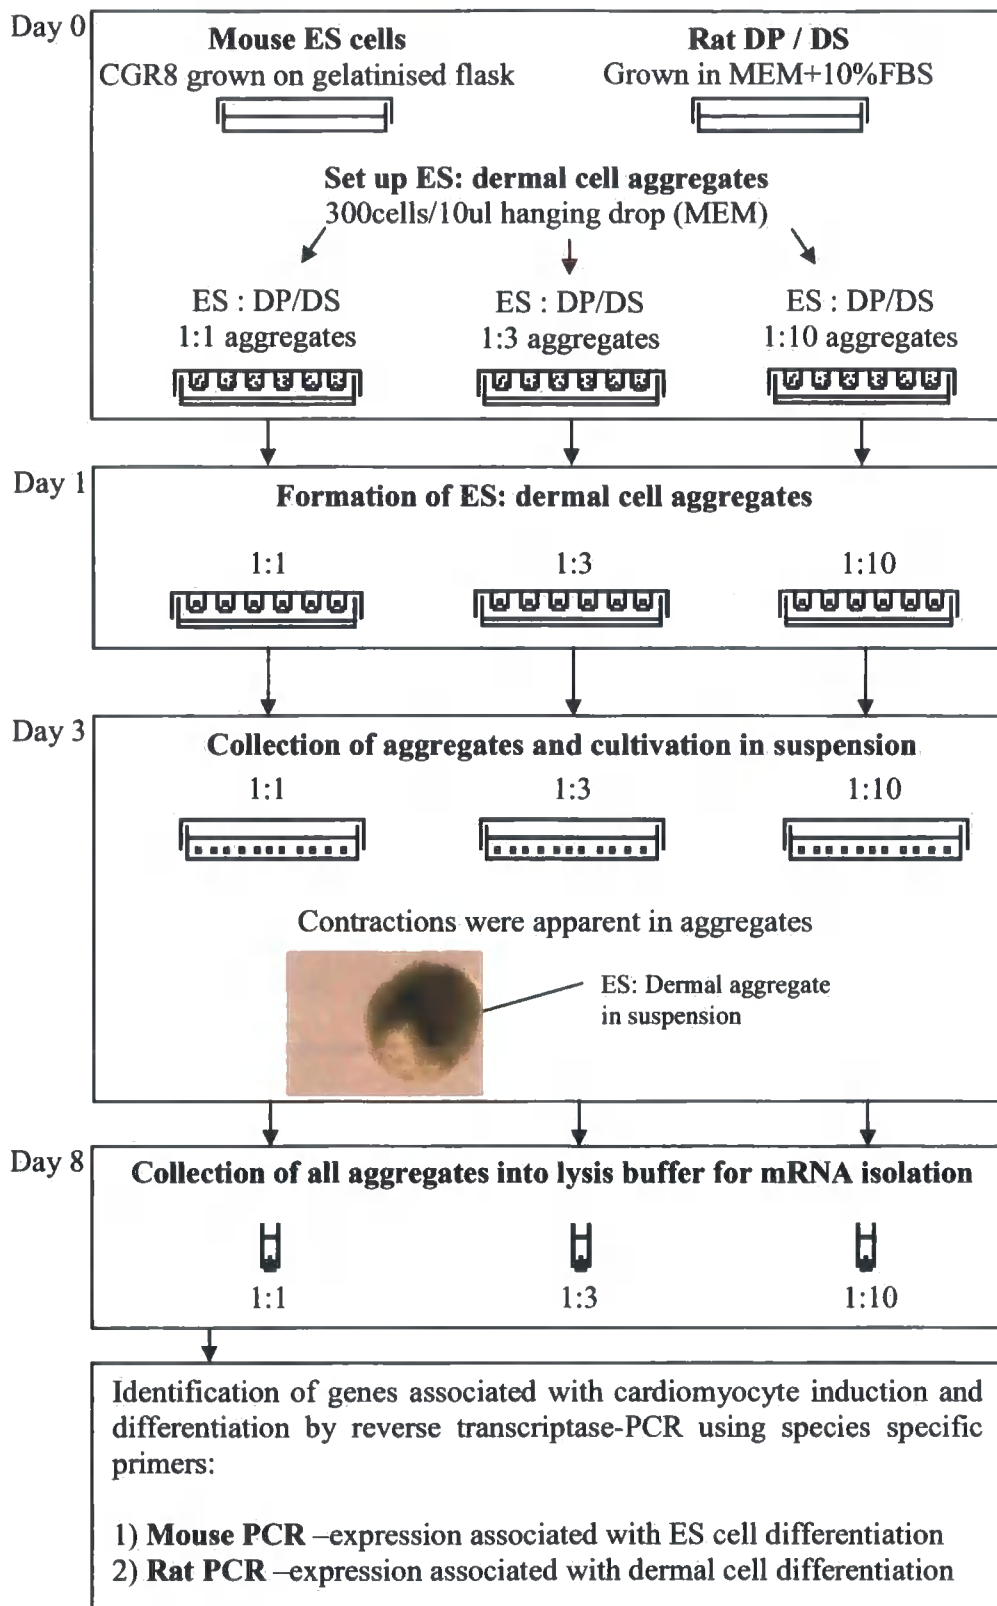 Day 0
Mouse ES cells
CGR8 grown on gelatinised flask
Rat DP / DS
Grown in MEM+10%FBS
Set up ES: dermal cell aggregates
300cells/10ul hanging drop (MEM)
ES : DP/DS
1:1 aggregates
ES : DP/DS
1:3 aggregates
ES : DP/DS
1:10 aggregates
Day 1
Formation of ES: dermal cell aggregates
1:1
1:3
1:10
Day 3
Collection of aggregates and cultivation in suspension
1:1
1:3
1:10
Contractions were apparent in aggregates
ES: Dermal aggregate
in suspension
Day 8
Collection of all aggregates into lysis buffer for mRNA isolation
1:1
1:3
1:10
Identification of genes associated with cardiomyocyte induction and
differentiation by reverse transcriptase-PCR using species specific
primers:
1) Mouse PCR –expression associated with ES cell differentiation
2) Rat PCR –expression associated with dermal cell differentiation